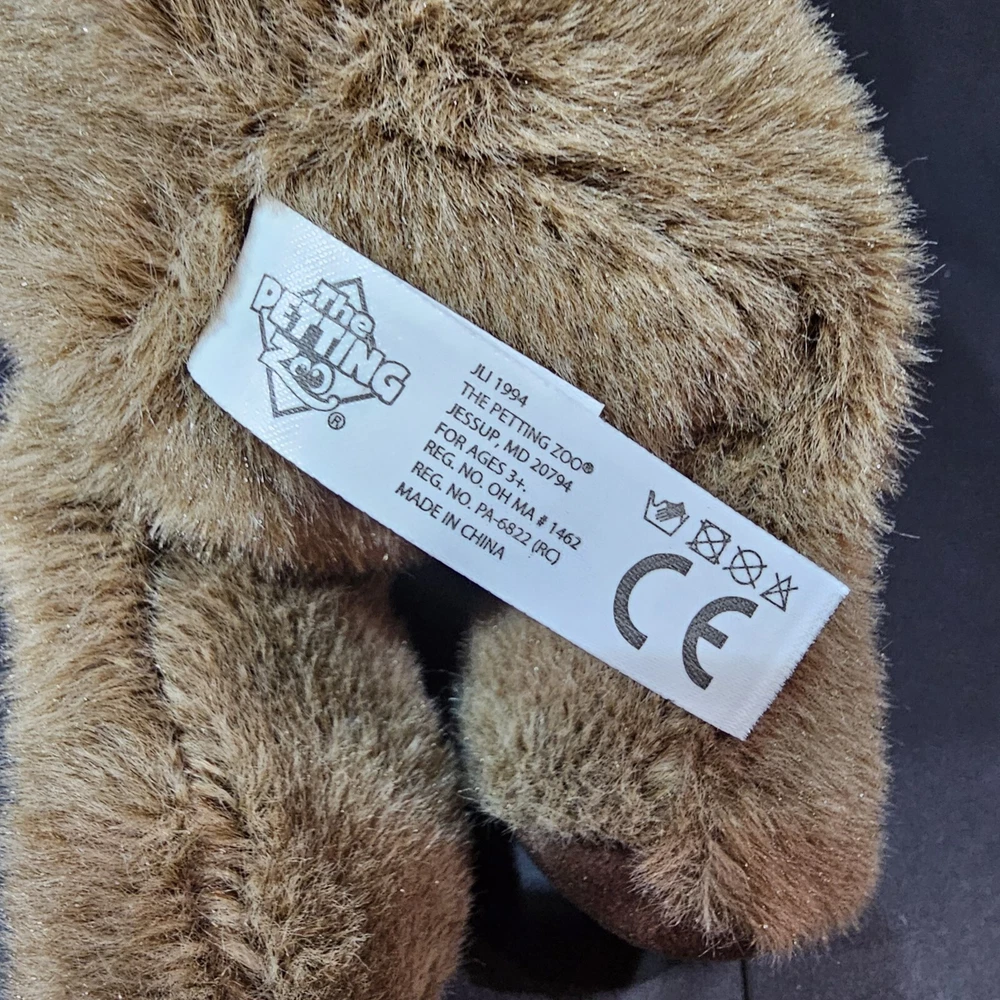 The
PETTING
ZOO®
JLI 1994
THE PETTING ZOO®
JESSUP, MD 20794
FOR AGES 3+.
REG. NO. OH MA # 1462
REG. NO. PA-6822 (RC)
MADE IN CHINA
CE